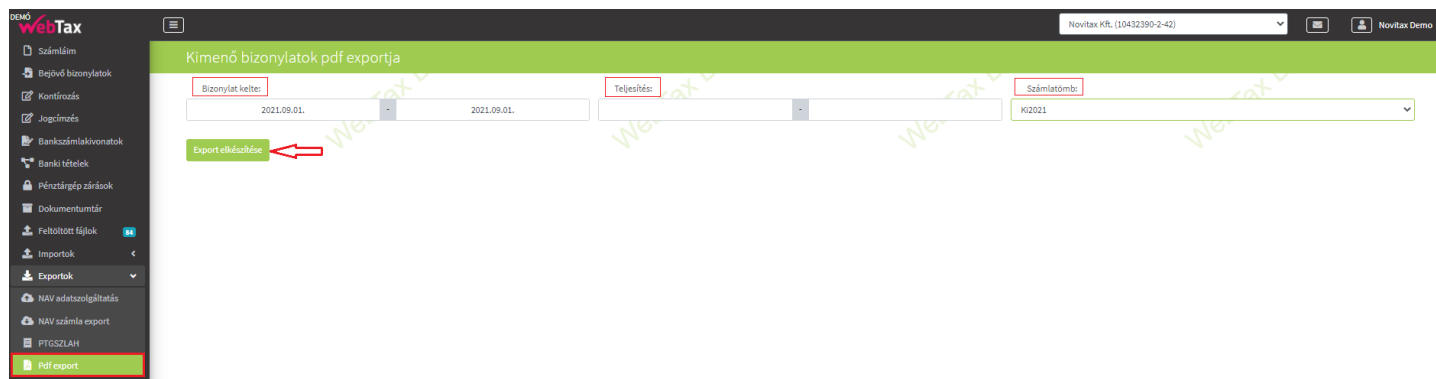 DEMÓ
WebTax
Novitax Kft. (10432390-2-42)
Novitax Demo
Számláim
Bejövő bizonylatok
Kontírozás
Jogcímzés
Bankszámlakivonatok
Banki tételek
Pénztárgép zárások
Dokumentumtár
Feltöltött fájlok 84
Importok
Exportok
NAV adatszolgáltatás
NAV számla export
PTGSZLAH
Pdf export
Kimenő bizonylatok pdf exportja
Bizonylat kelte:
2021.09.01. - 2021.09.01.
Teljesítés:
-
Számlatömb:
Ki2021
Export elkészítése